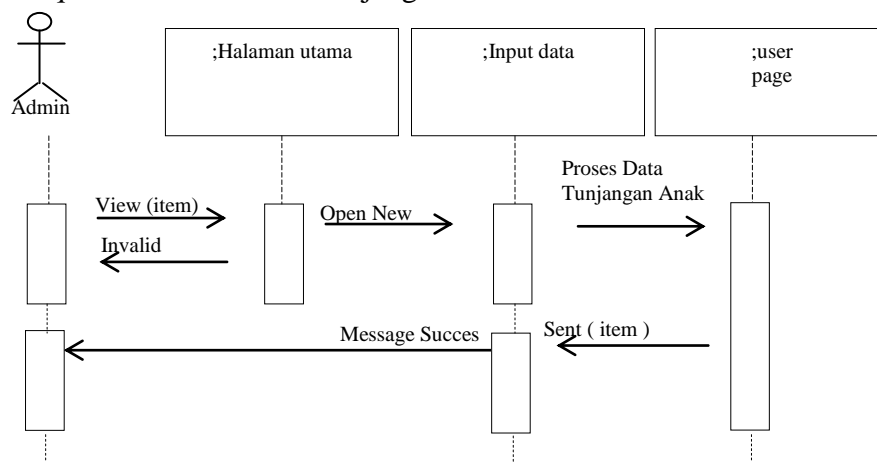 ;Halaman utama
;Input data
;user
page
Admin
Proses Data
Tunjangan Anak
View (item)
Open New
Invalid
Message Succes
Sent ( item )